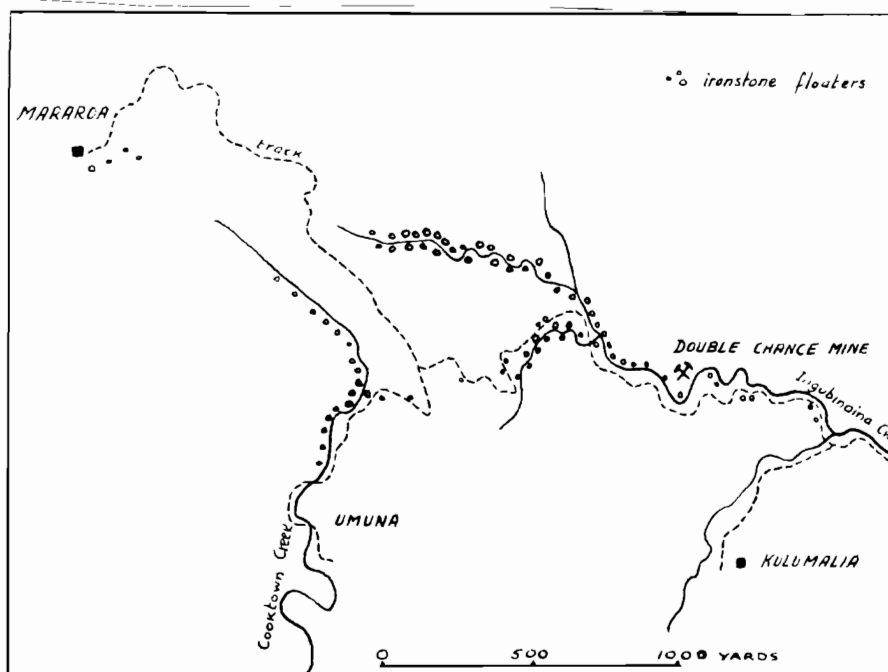 ironstone floaters
MARAROA
track
DOUBLE CHANCE MINE
UMUNA
Cooktown Creek
KULUMALIA
0 500 1000 YARDS